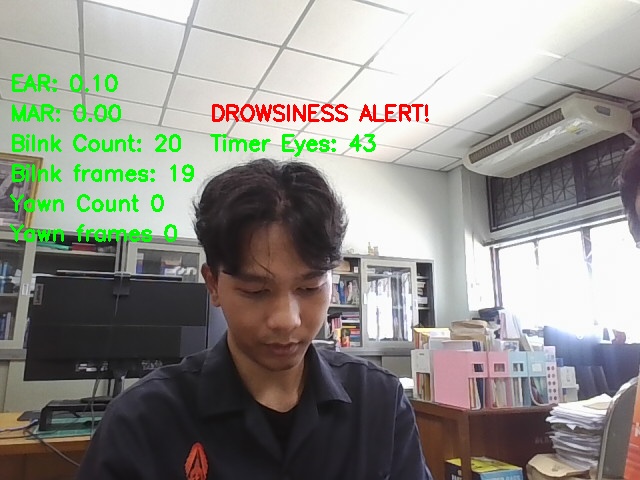 EAR: 0.10
MAR: 0.00 DROWSINESS ALERT!
Bilnk Count: 20 Timer Eyes: 43
Bilnk frames: 19
Yawn Count 0
Yawn frames 0